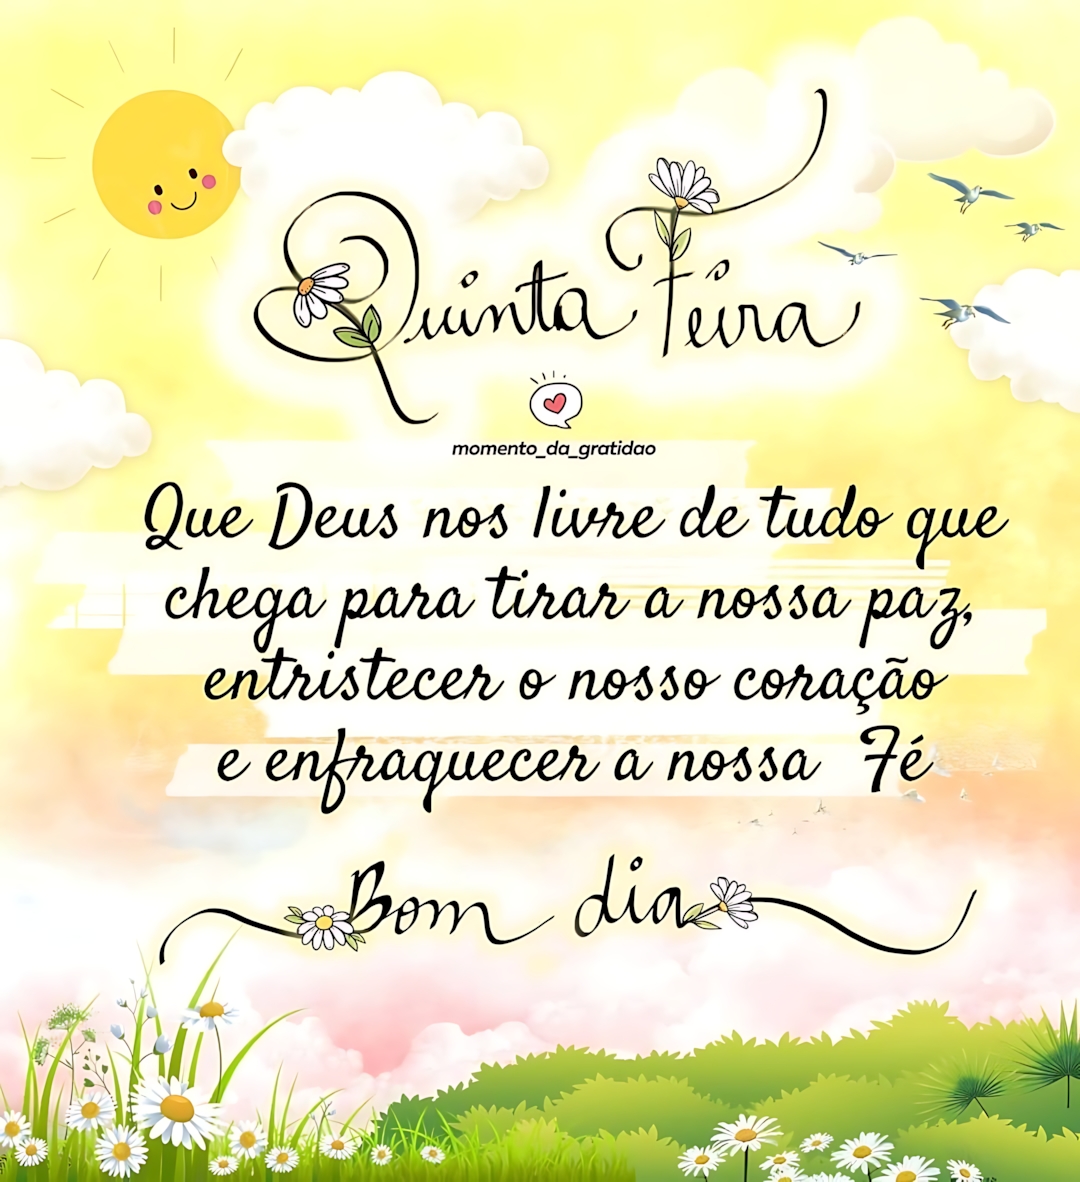 Quinta Feira
momento_da_gratidao
Que Deus nos livre de tudo que
chega para tirar a nossa paz,
entristecer o nosso coração
e enfraquecer a nossa Fé
Bom dia